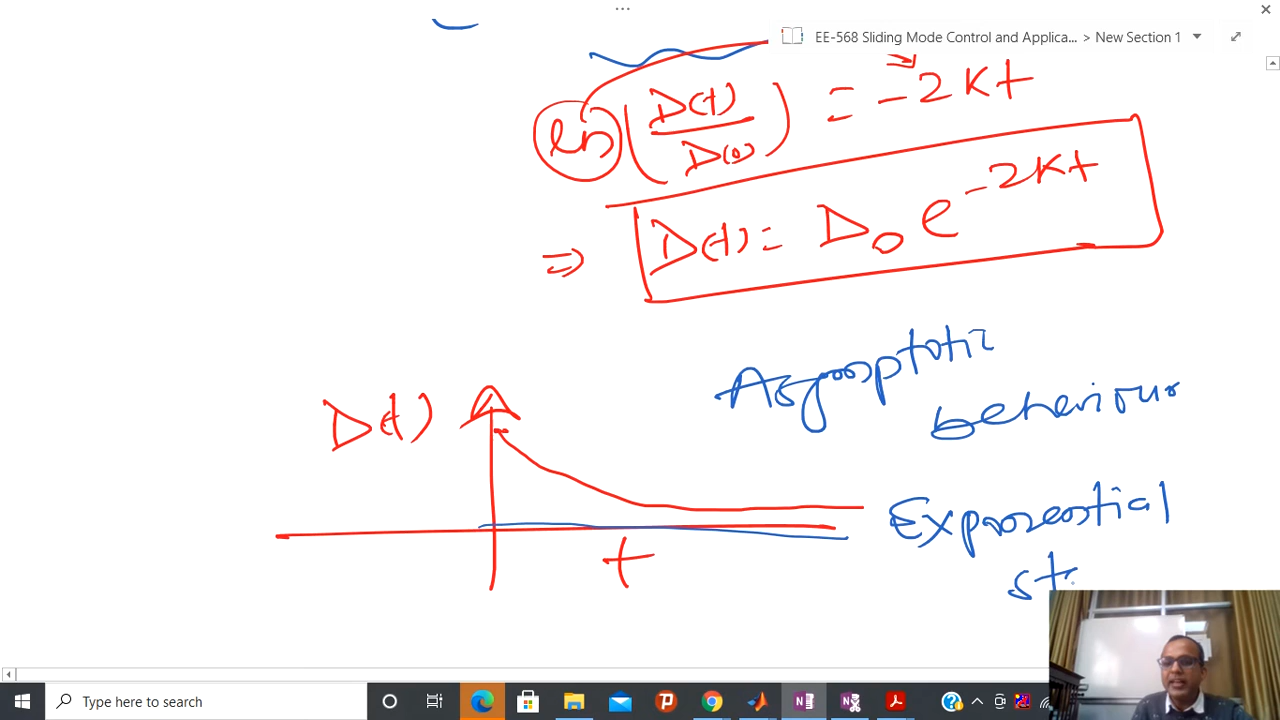 EE-568 Sliding Mode Control and Applica... > New Section 1
ln (D(t)/D(0)) = -2Kt
⇒ D(t) = D₀ e^{-2Kt}
Asymptotic
behaviour
D(t)
Exponential
t
st
Type here to search